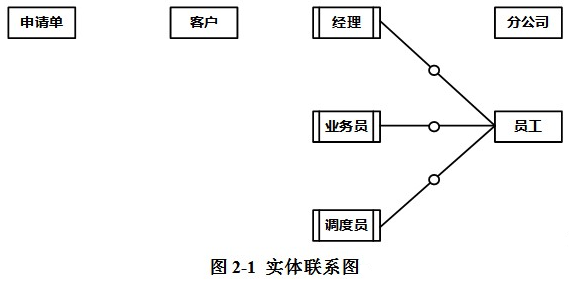 申请单 客户 经理 分公司
业务员 员工
调度员
图 2-1 实体联系图